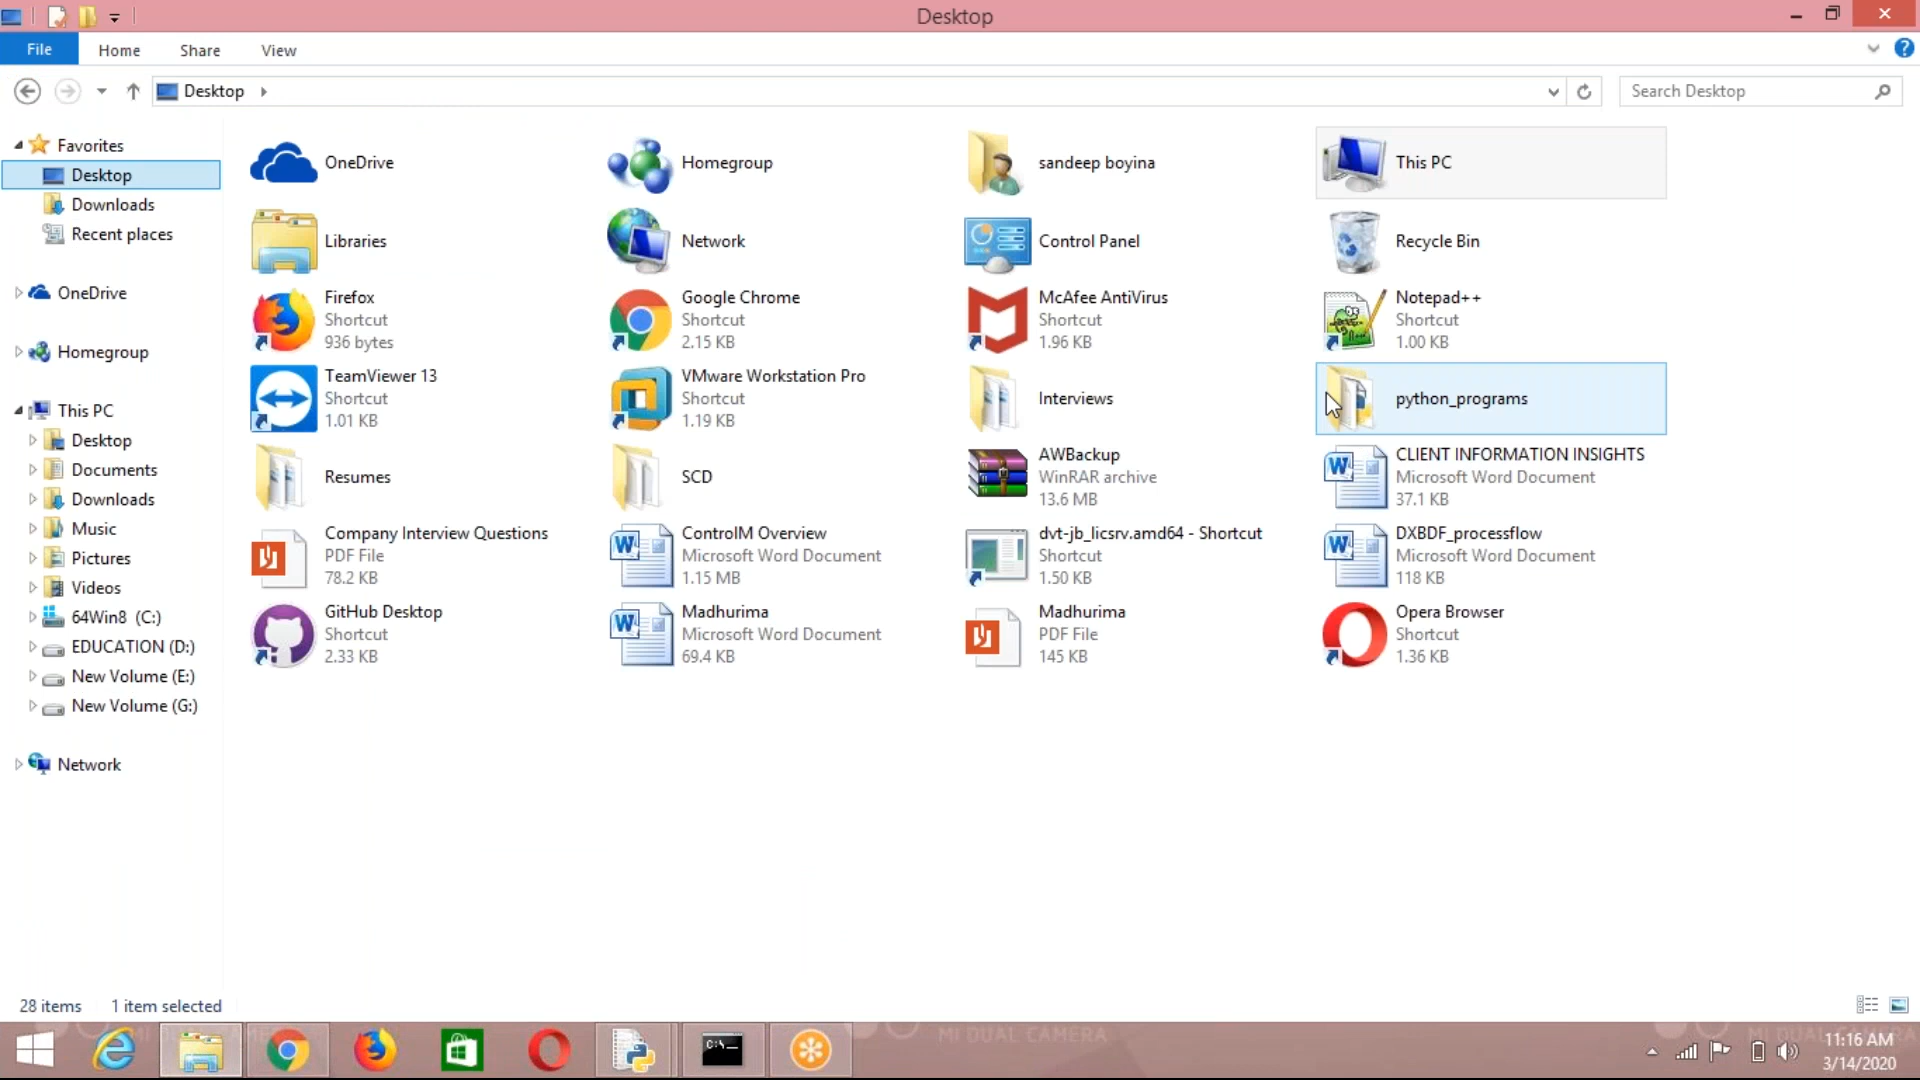 Desktop
File Home Share View
Desktop
Search Desktop
Favorites
Desktop
Downloads
Recent places
OneDrive
Homegroup
This PC
Desktop
Documents
Downloads
Music
Pictures
Videos
64Win8 (C:)
EDUCATION (D:)
New Volume (E:)
New Volume (G:)
Network
OneDrive
Homegroup
sandeep boyina
This PC
Libraries
Network
Control Panel
Recycle Bin
Firefox
Shortcut
936 bytes
Google Chrome
Shortcut
2.15 KB
McAfee AntiVirus
Shortcut
1.96 KB
Notepad++
Shortcut
1.00 KB
TeamViewer 13
Shortcut
1.01 KB
VMware Workstation Pro
Shortcut
1.19 KB
Interviews
python_programs
Resumes
SCD
AWBackup
WinRAR archive
13.6 MB
CLIENT INFORMATION INSIGHTS
Microsoft Word Document
37.1 KB
Company Interview Questions
PDF File
78.2 KB
ControlM Overview
Microsoft Word Document
1.15 MB
dvt-jb_licsrv.amd64 - Shortcut
Shortcut
1.50 KB
DXBDF_processflow
Microsoft Word Document
118 KB
GitHub Desktop
Shortcut
2.33 KB
Madhurima
Microsoft Word Document
69.4 KB
Madhurima
PDF File
145 KB
Opera Browser
Shortcut
1.36 KB
28 items 1 item selected
MI DUAL CAMERA
11:16 AM
3/14/2020